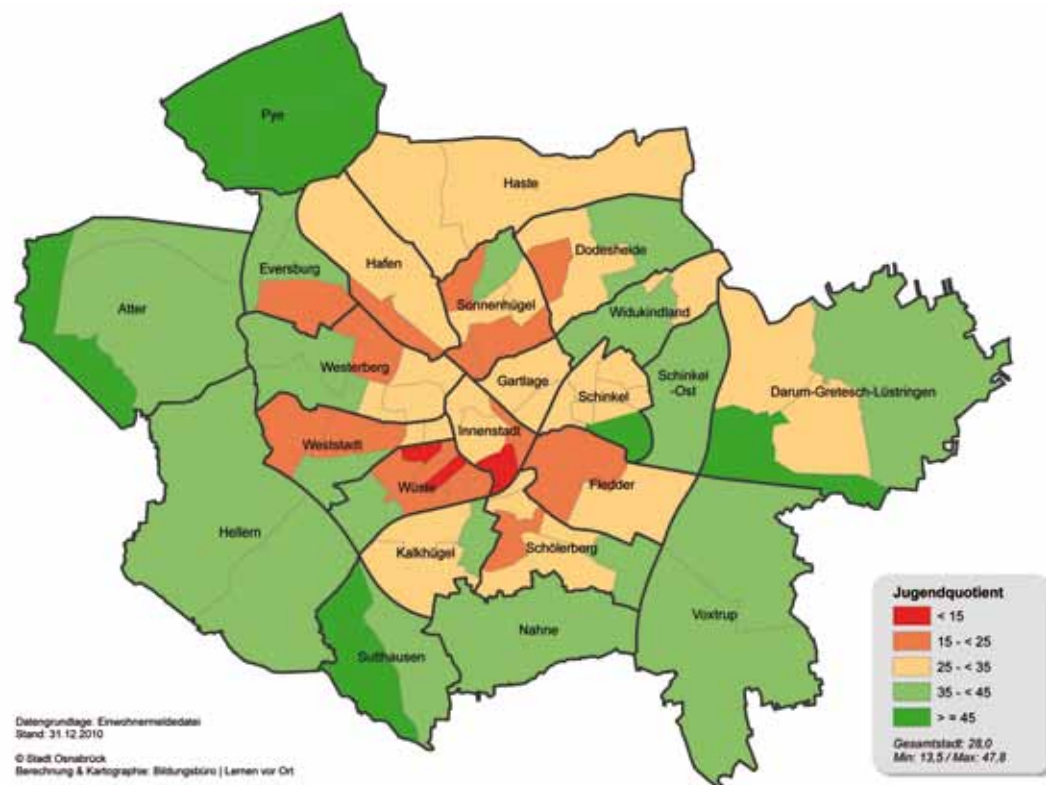 Pye
Haste
Hafen
Dodesheide
Eversburg
Sonnenhügel
Atter
Widukindland
Westerberg
Gartlage
Schinkel
Schinkel
-Ost
Darum-Gretesch-Lüstringen
Innenstadt
Weststadt
Wüste
Fledder
Hellern
Kalkhügel
Schölerberg
Voxtrup
Nahne
Sutthausen
Jugendquotient
< 15
15 - < 25
25 - < 35
35 - < 45
> = 45
Gesamtstadt: 28,0
Min: 13,5 / Max: 47,8
Datengrundlage: Einwohnermeldedatei
Stand: 31.12.2010
© Stadt Osnabrück
Berechnung & Kartographie: Bildungsbüro | Lernen vor Ort